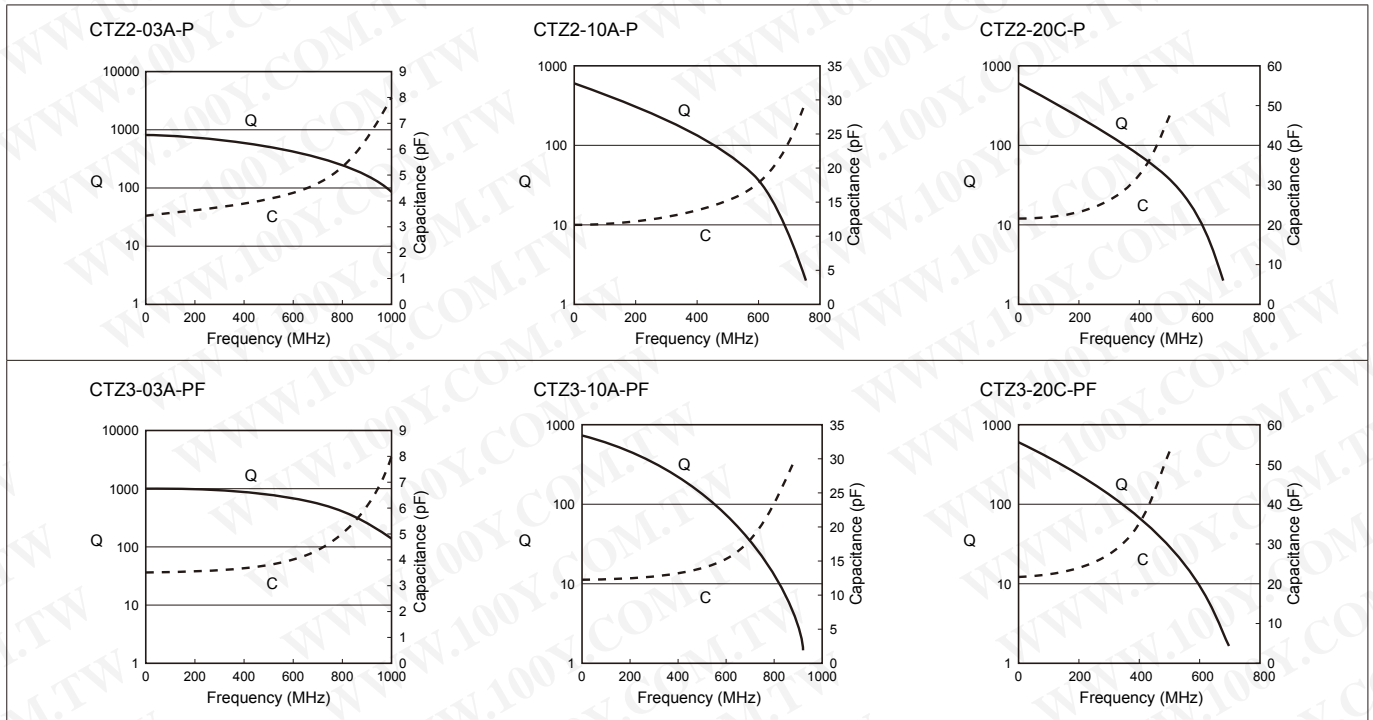 CTZ2-03A-P
10000
1000
100
10
1
Q
Q
C
9
8
7
6
5
4
3
2
1
0
Capacitance (pF)
0 200 400 600 800 1000
Frequency (MHz)
CTZ2-10A-P
1000
100
10
1
Q
Q
C
35
30
25
20
15
10
5
0
Capacitance (pF)
0 200 400 600 800
Frequency (MHz)
CTZ2-20C-P
1000
100
10
1
Q
Q
C
60
50
40
30
20
10
0
Capacitance (pF)
0 200 400 600 800
Frequency (MHz)
CTZ3-03A-PF
10000
1000
100
10
1
Q
Q
C
9
8
7
6
5
4
3
2
1
0
Capacitance (pF)
0 200 400 600 800 1000
Frequency (MHz)
CTZ3-10A-PF
1000
100
10
1
Q
Q
C
35
30
25
20
15
10
5
0
Capacitance (pF)
0 200 400 600 800 1000
Frequency (MHz)
CTZ3-20C-PF
1000
100
10
1
Q
Q
C
60
50
40
30
20
10
0
Capacitance (pF)
0 200 400 600 800
Frequency (MHz)
WWW.100Y.COM.TW